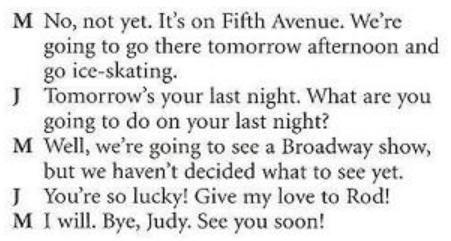 M No, not yet. It's on Fifth Avenue. We're
going to go there tomorrow afternoon and
go ice-skating.
J Tomorrow's your last night. What are you
going to do on your last night?
M Well, we're going to see a Broadway show,
but we haven't decided what to see yet.
J You're so lucky! Give my love to Rod!
M I will. Bye, Judy. See you soon!